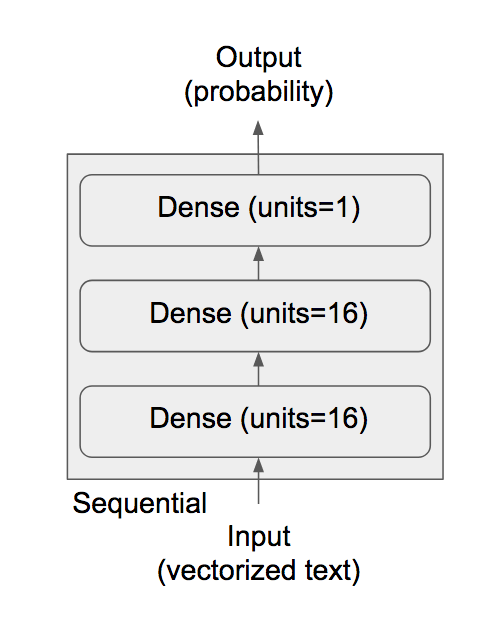 Output
(probability)
Dense (units=1)
Dense (units=16)
Dense (units=16)
Sequential
Input
(vectorized text)